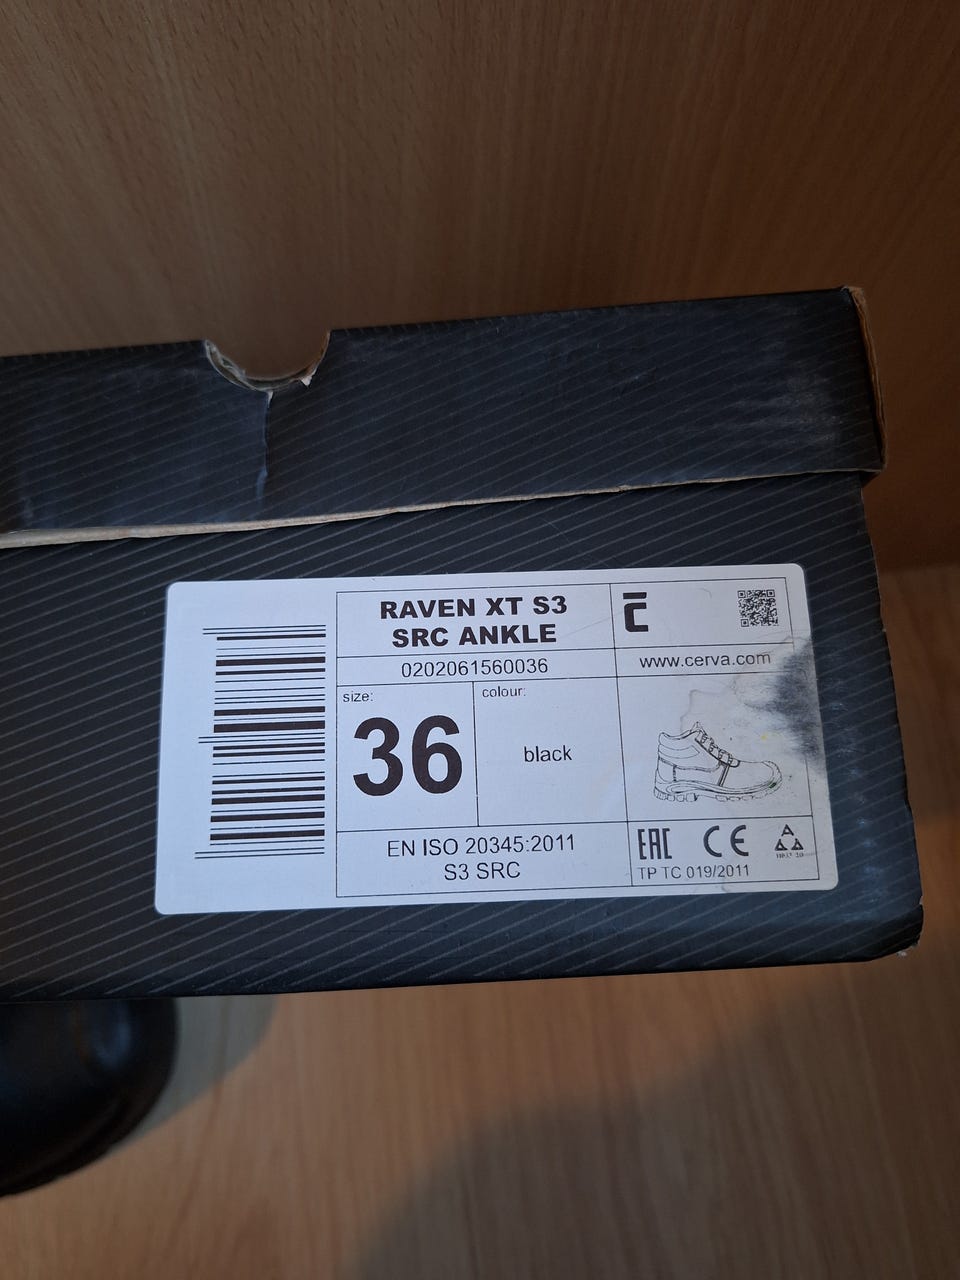 RAVEN XT S3
SRC ANKLE
0202061560036
www.cerva.com
size:
36
colour:
black
EN ISO 20345:2011
S3 SRC
EAC CE
TP TC 019/2011